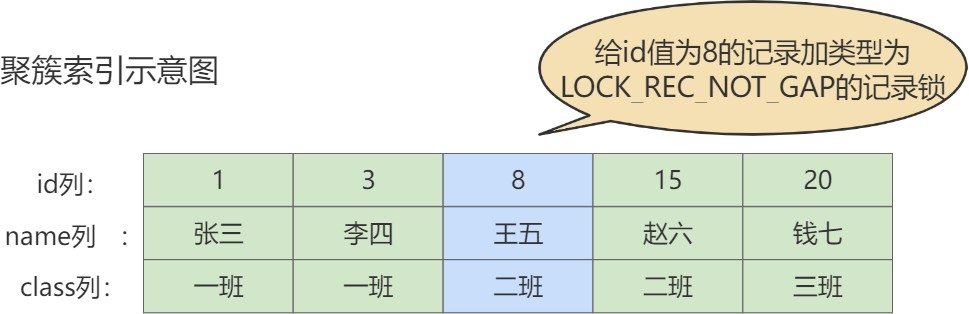 聚簇索引示意图
给id值为8的记录加类型为
LOCK_REC_NOT_GAP的记录锁
id列： 1 3 8 15 20
name列 ： 张三 李四 王五 赵六 钱七
class列： 一班 一班 二班 二班 三班